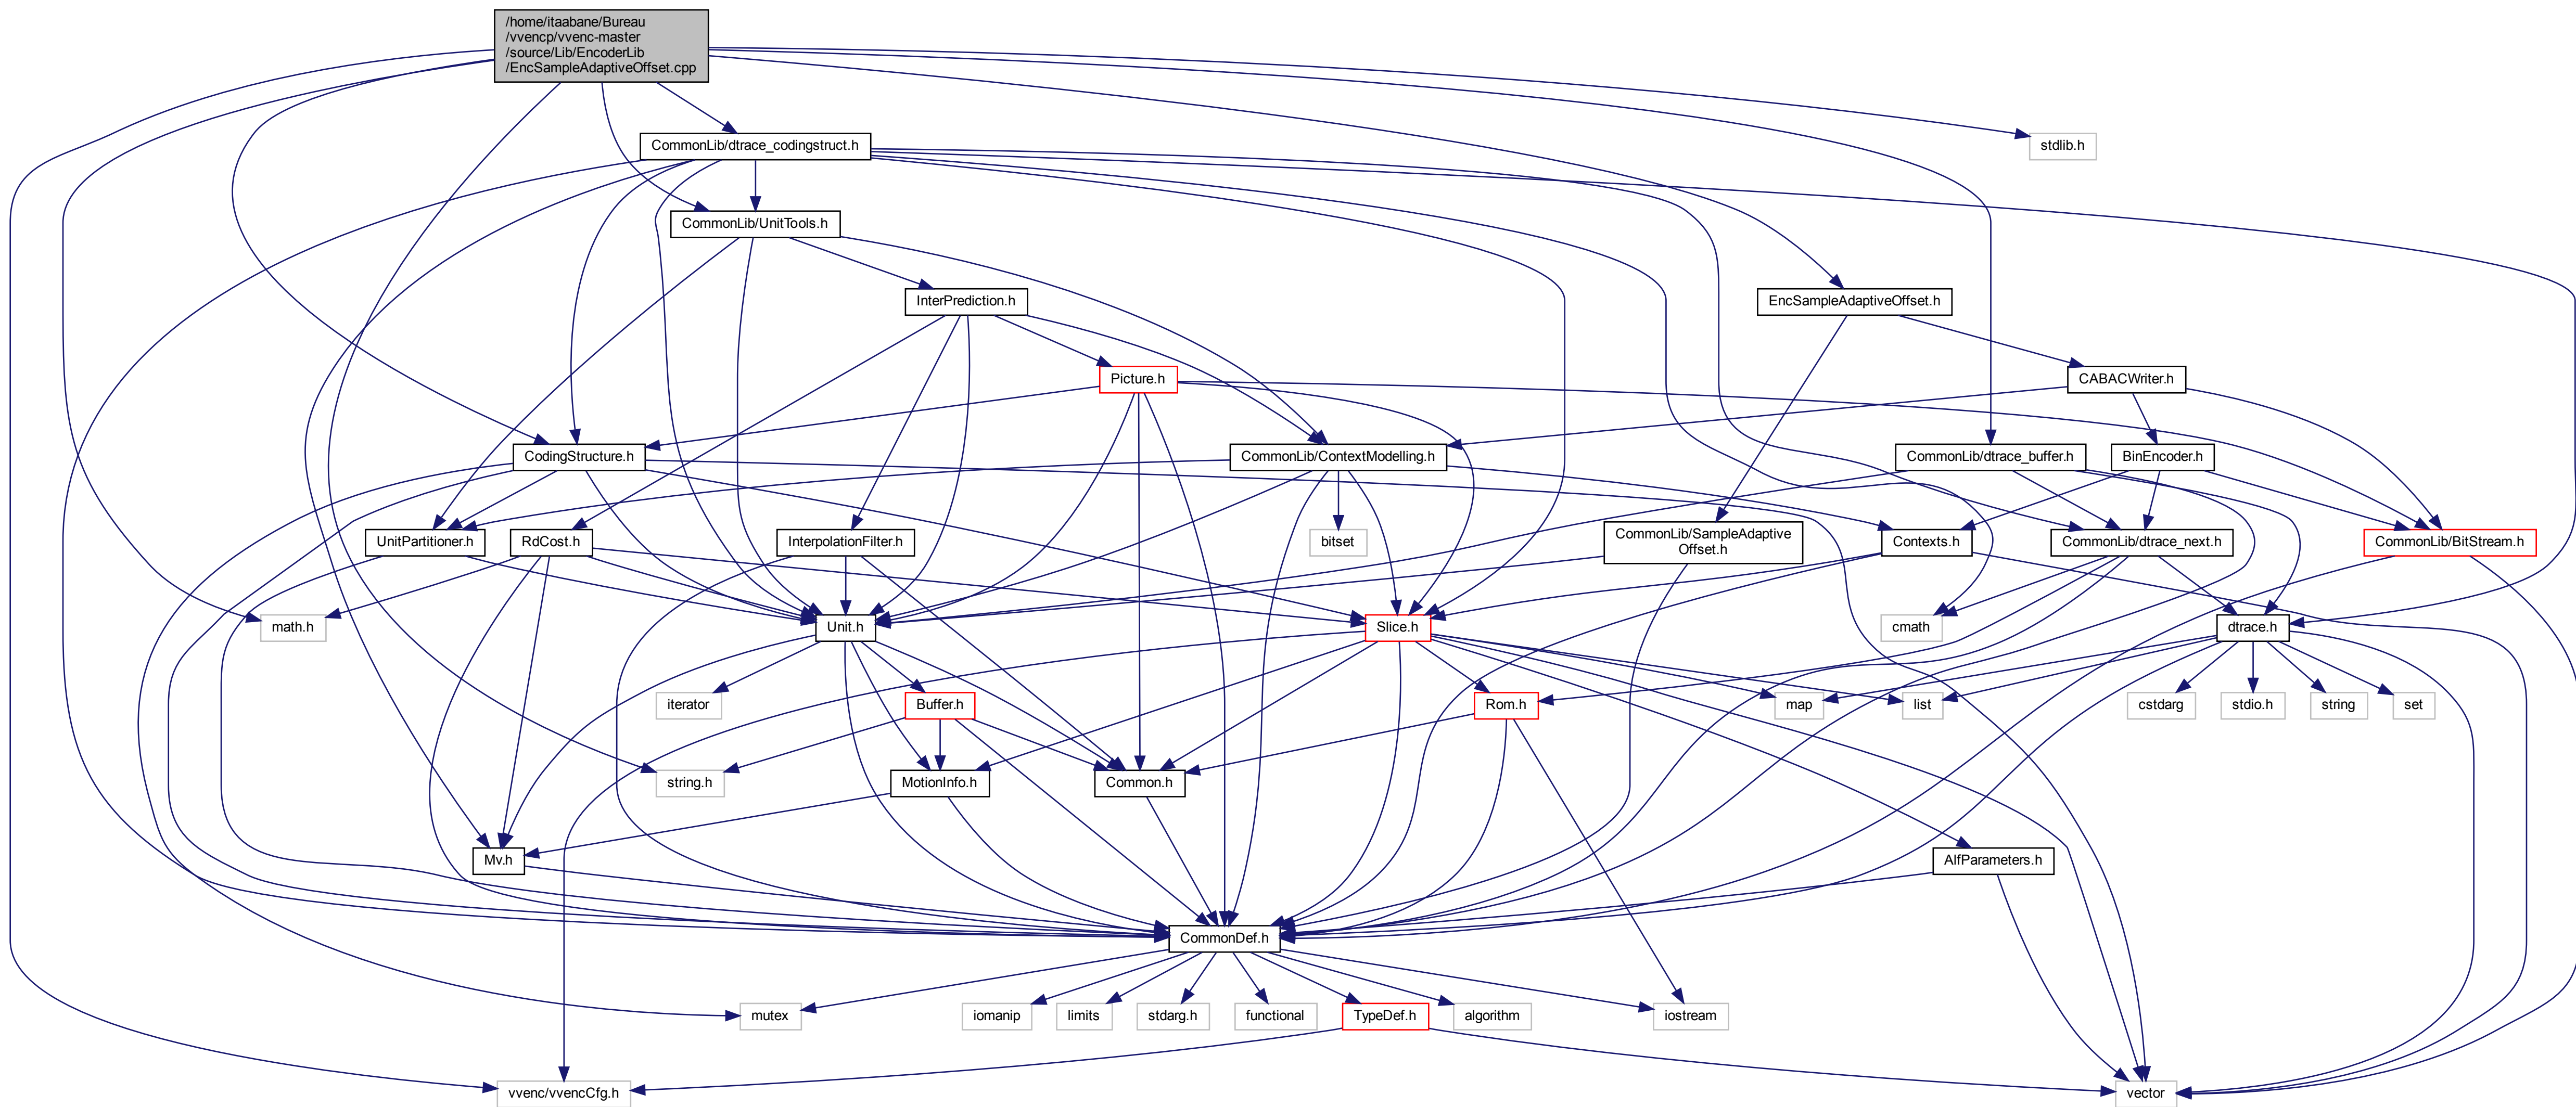 /home/itaabane/Bureau
/vvencp/vvenc-master
/source/Lib/EncoderLib
/EncSampleAdaptiveOffset.cpp
CommonLib/dtrace_codingstruct.h
stdlib.h
CommonLib/UnitTools.h
InterPrediction.h
EncSampleAdaptiveOffset.h
Picture.h
CABACWriter.h
CodingStructure.h
CommonLib/ContextModelling.h
CommonLib/dtrace_buffer.h
BinEncoder.h
UnitPartitioner.h
RdCost.h
InterpolationFilter.h
bitset
CommonLib/SampleAdaptive
Offset.h
Contexts.h
CommonLib/dtrace_next.h
CommonLib/BitStream.h
math.h
Unit.h
Slice.h
cmath
dtrace.h
iterator
Buffer.h
Rom.h
map
list
cstdarg
stdio.h
string
set
string.h
MotionInfo.h
Common.h
Mv.h
AlfParameters.h
CommonDef.h
mutex
iomanip
limits
stdarg.h
functional
TypeDef.h
algorithm
iostream
vvenc/vvencCfg.h
vector